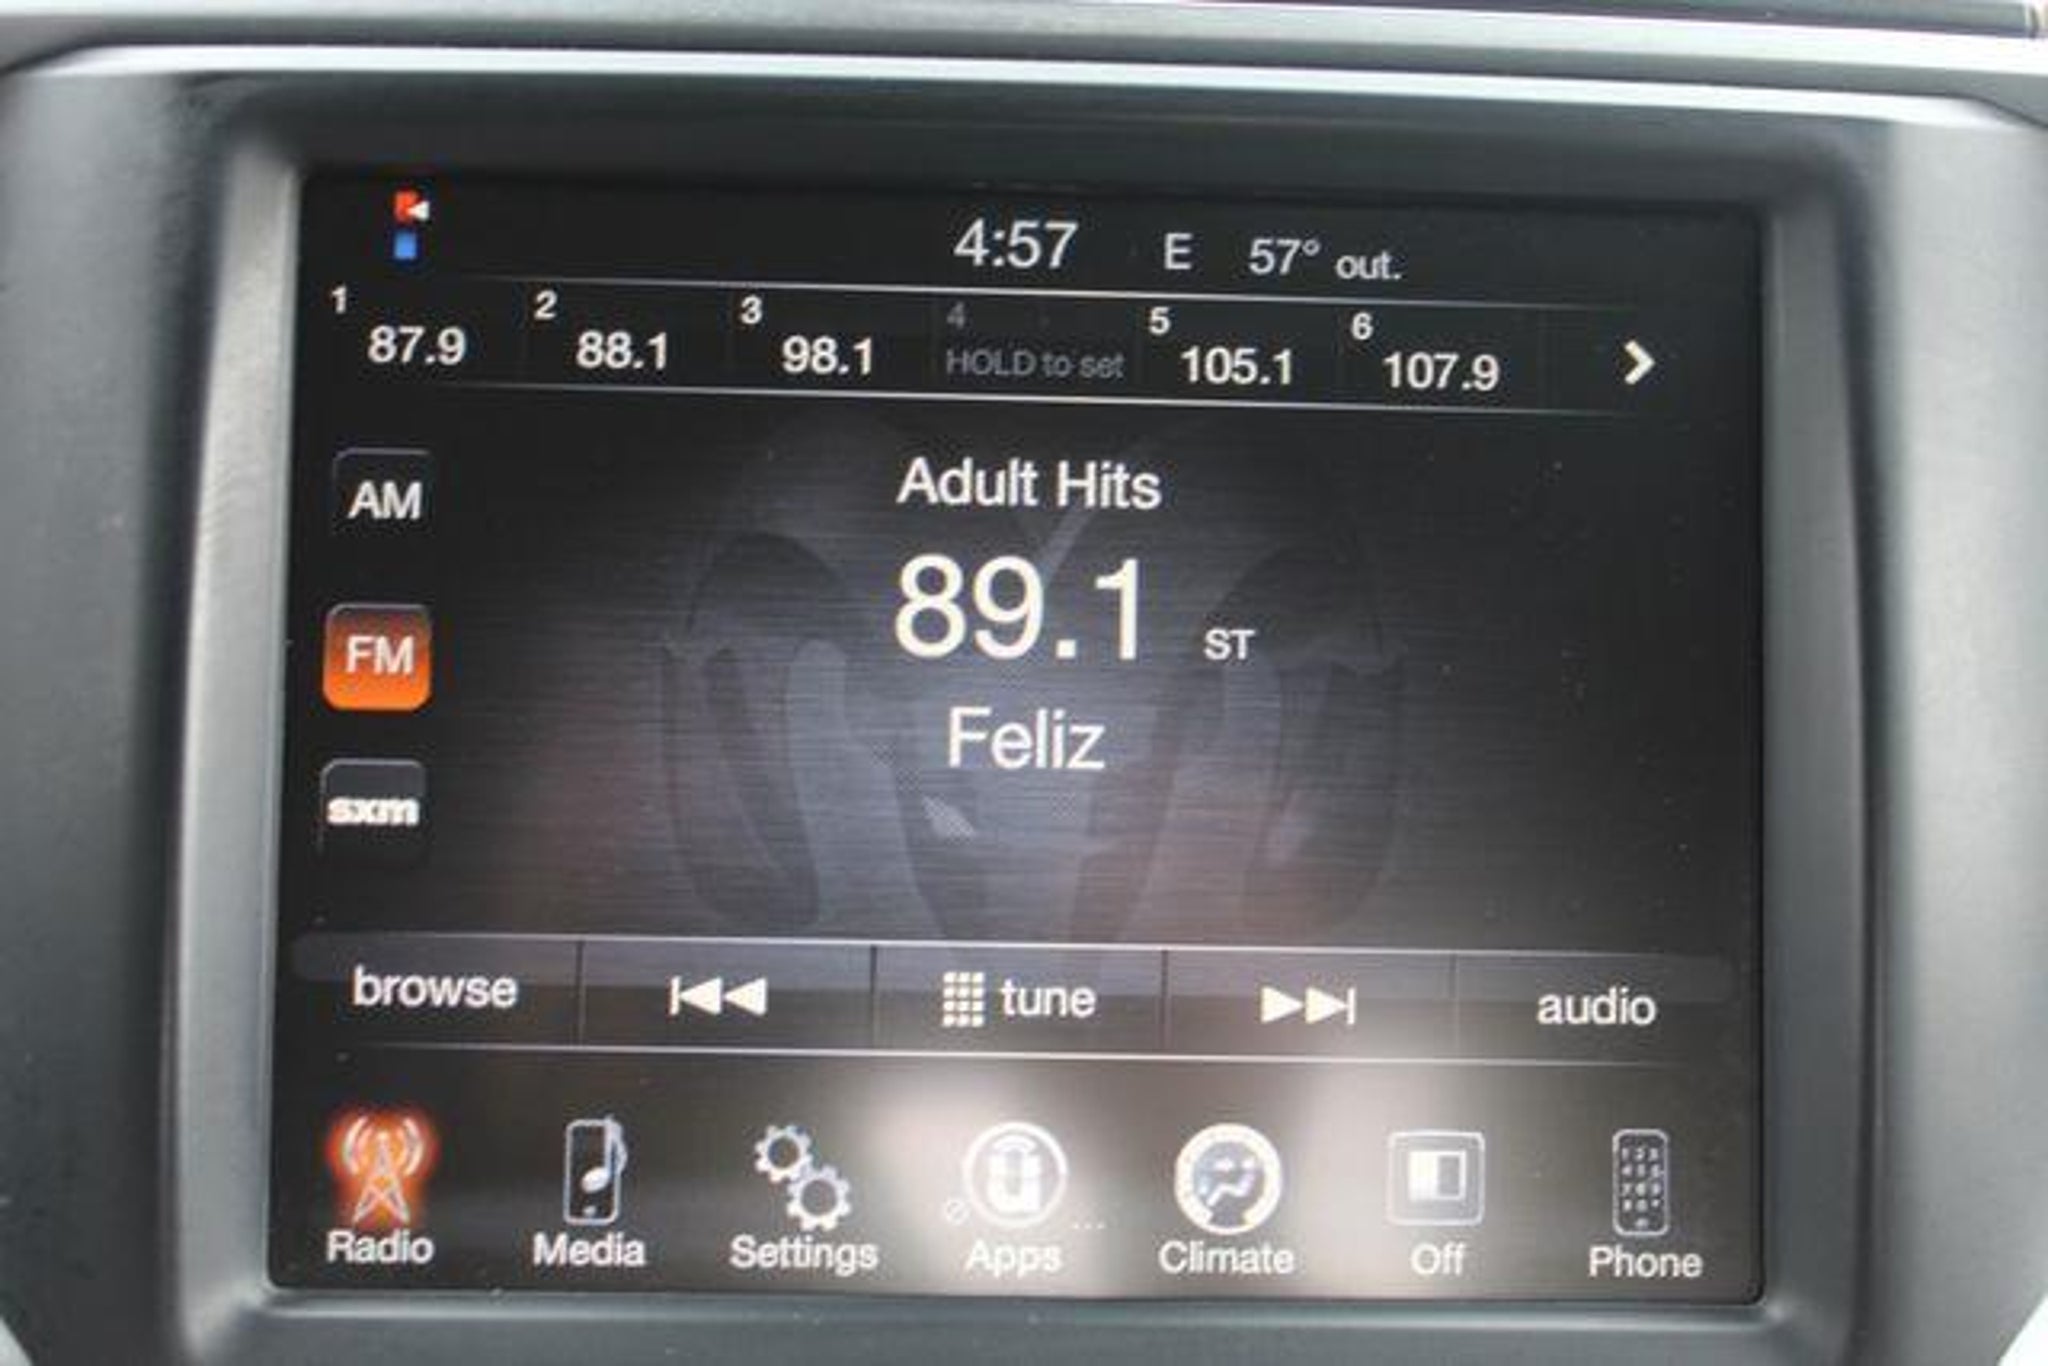 4:57 E 57° out.
1 87.9 2 88.1 3 98.1 4 HOLD to set 5 105.1 6 107.9
AM
Adult Hits
FM
89.1 ST
Feliz
sxm
browse tune audio
Radio Media Settings Apps Climate Off Phone